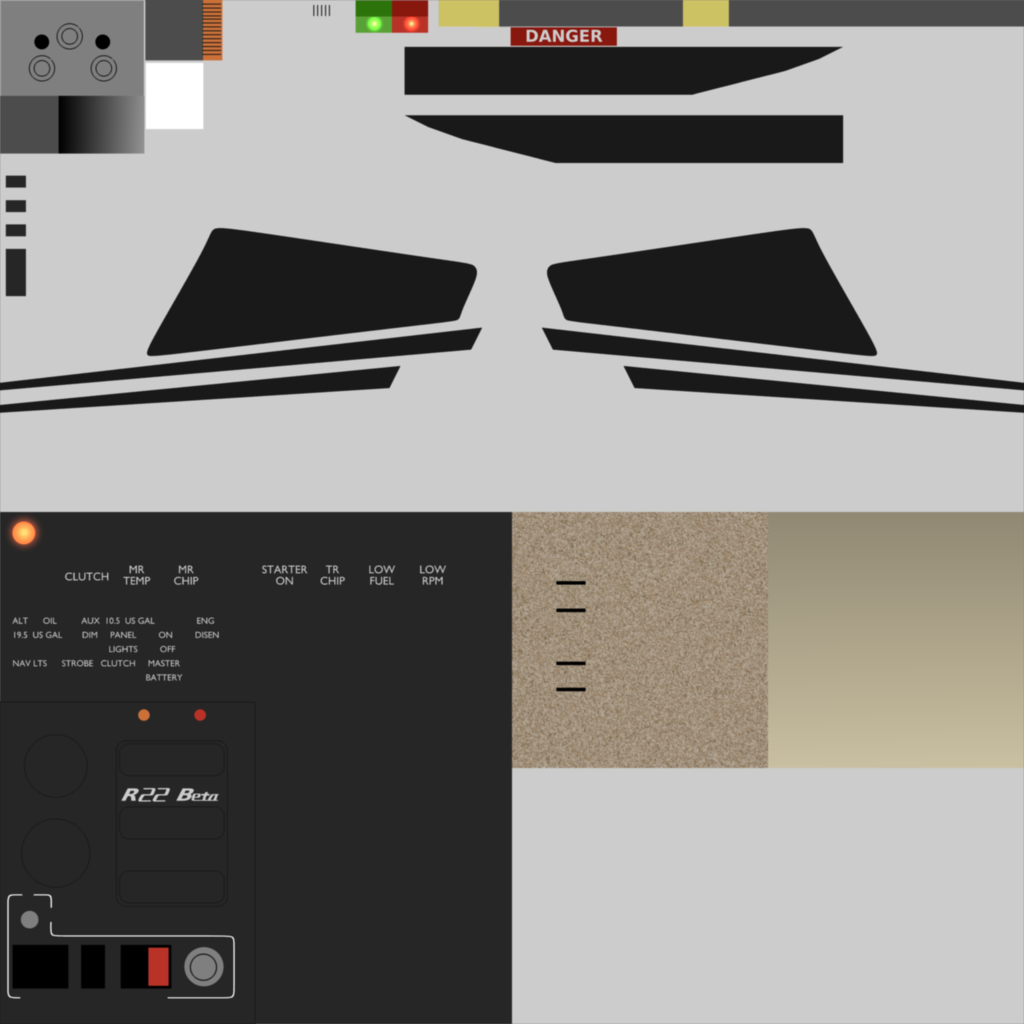 DANGER
CLUTCH
MR
TEMP
MR
CHIP
STARTER
ON
TR
CHIP
LOW
FUEL
LOW
RPM
ALT OIL AUX 10.5 US GAL ENG
19.5 US GAL DIM PANEL ON DISEN
LIGHTS OFF
NAV LTS STROBE CLUTCH MASTER
BATTERY
R22 Beta